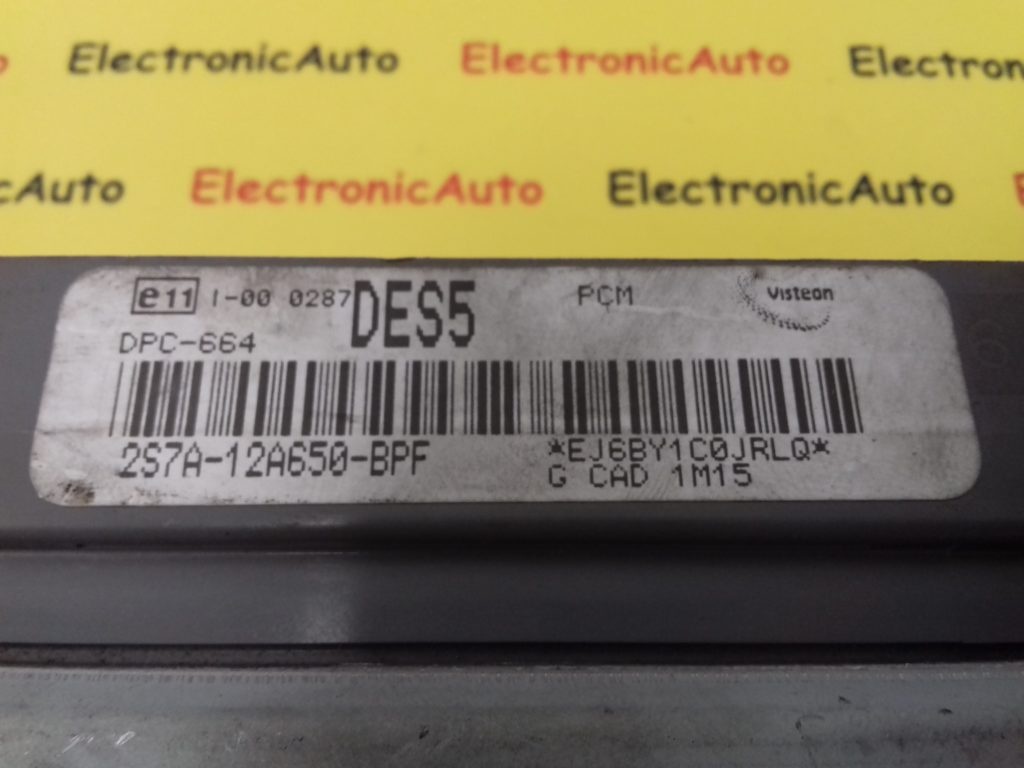 ElectronicAuto ElectronicAuto Electron
cAuto ElectronicAuto ElectronicAuto
e11 I-00 0287 DES5 PCM Visteon
DPC-664
2S7A-12A650-BPF *EJ6BY1C0JRLQ*
G CAD 1M15